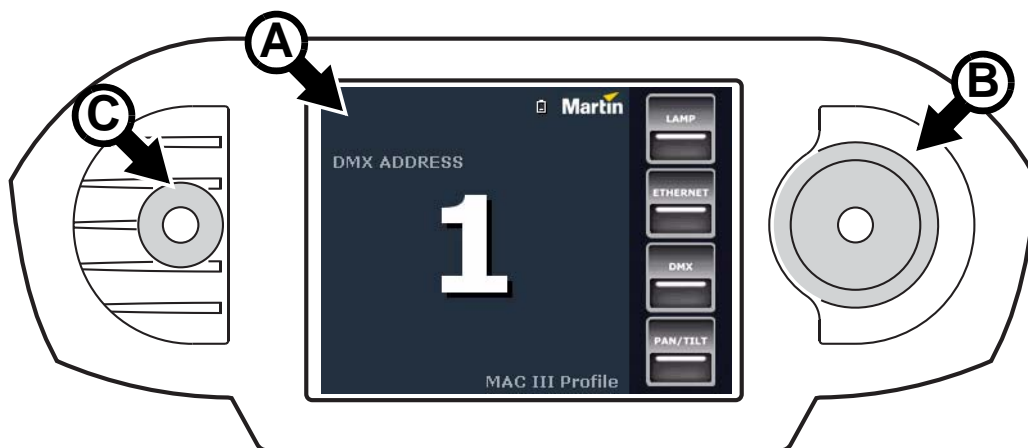 A
B
C
Martin
LAMP
DMX ADDRESS
ETHERNET
1
DMX
PAN/TILT
MAC III Profile